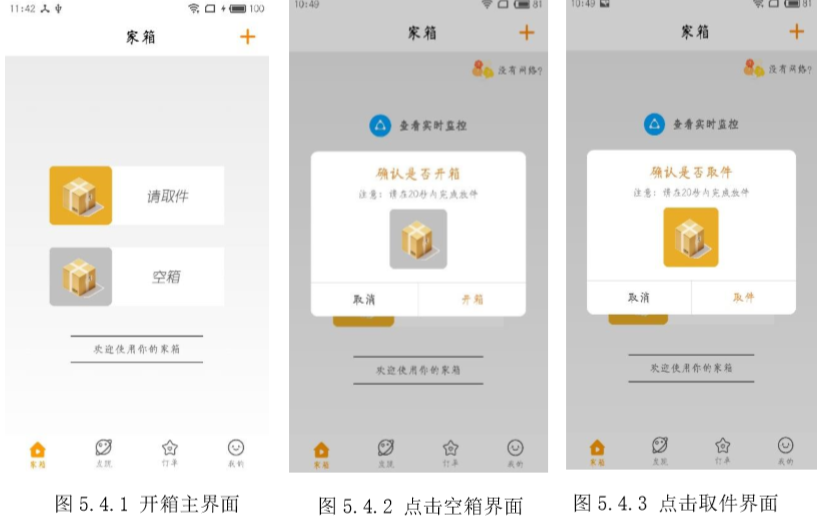 11:42
100
家箱
+
请取件
空箱
欢迎使用你的家箱
家箱 发现 订单 我的
图 5.4.1 开箱主界面
10:49
81
家箱
+
没有网络?
查看实时监控
确认是否开箱
注意: 请在20秒内完成放件
取消 开箱
欢迎使用你的家箱
家箱 发现 订单 我的
图 5.4.2 点击空箱界面
10:49
81
家箱
+
没有网络?
查看实时监控
确认是否取件
注意: 请在20秒内完成放件
取消 取件
欢迎使用你的家箱
家箱 发现 订单 我的
图 5.4.3 点击取件界面